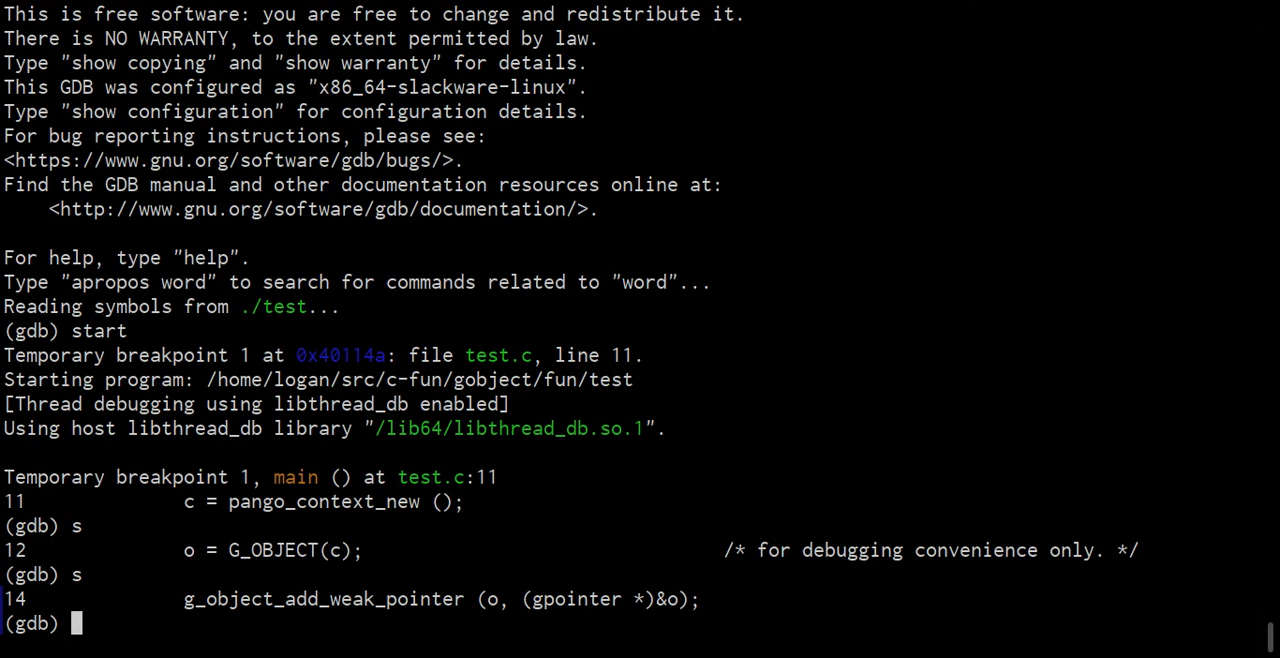 This is free software: you are free to change and redistribute it.
There is NO WARRANTY, to the extent permitted by law.
Type "show copying" and "show warranty" for details.
This GDB was configured as "x86_64-slackware-linux".
Type "show configuration" for configuration details.
For bug reporting instructions, please see:
<https://www.gnu.org/software/gdb/bugs/>.
Find the GDB manual and other documentation resources online at:
    <http://www.gnu.org/software/gdb/documentation/>.

For help, type "help".
Type "apropos word" to search for commands related to "word"...
Reading symbols from ./test...
(gdb) start
Temporary breakpoint 1 at 0x40114a: file test.c, line 11.
Starting program: /home/logan/src/c-fun/gobject/fun/test
[Thread debugging using libthread_db enabled]
Using host libthread_db library "/lib64/libthread_db.so.1".

Temporary breakpoint 1, main () at test.c:11
11              c = pango_context_new ();
(gdb) s
12              o = G_OBJECT(c);                                /* for debugging convenience only. */
(gdb) s
14              g_object_add_weak_pointer (o, (gpointer *)&o);
(gdb)